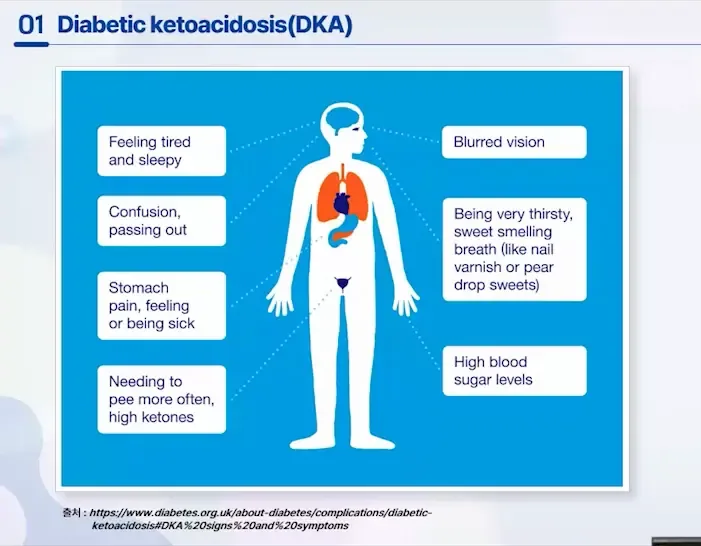 01 Diabetic ketoacidosis(DKA)
Feeling tired
and sleepy
Confusion,
passing out
Stomach
pain, feeling
or being sick
Needing to
pee more often,
high ketones
Blurred vision
Being very thirsty,
sweet smelling
breath (like nail
varnish or pear
drop sweets)
High blood
sugar levels
출처 : https://www.diabetes.org.uk/about-diabetes/complications/diabetic-
ketoacidosis#DKA%20signs%20and%20symptoms